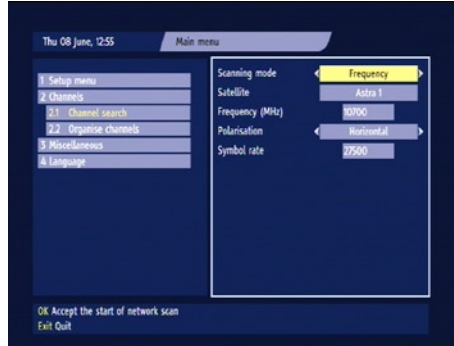 Thu 08 June, 12:55
Main menu
1 Setup menu
2 Channels
2.1 Channel search
2.2 Organise channels
3 Miscellaneous
4 Language
Scanning mode Frequency
Satellite Astra 1
Frequency (MHz) 10700
Polarisation Horizontal
Symbol rate 27500
OK Accept the start of network scan
Exit Quit